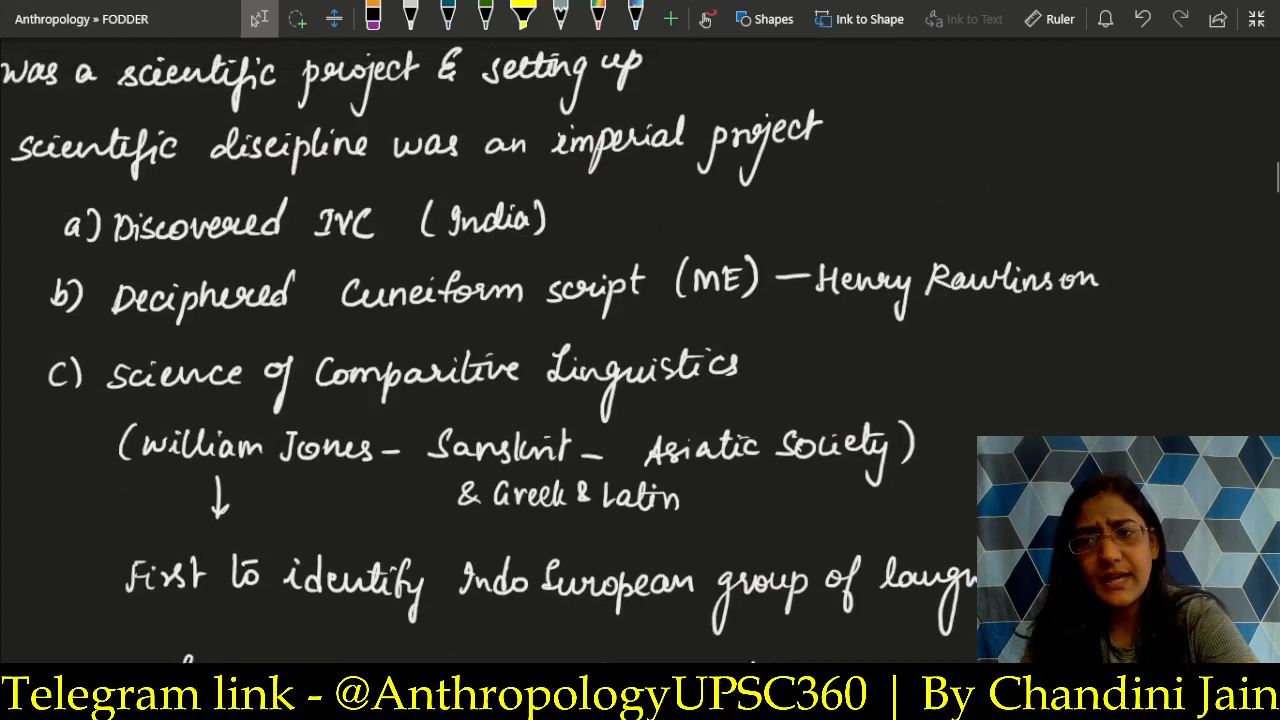 Anthropology » FODDER
Shapes
Ink to Shape
Ink to Text
Ruler
was a scientific project & setting up
scientific discipline was an imperial project
a) Discovered IVC (India)
b) Deciphered Cuneiform script (ME) – Henry Rawlinson
c) Science of Comparitive Linguistics
(William Jones – Sanskrit – Asiatic Society)
& Greek & Latin
↓
First to identify Indo European group of
Telegram link - @AnthropologyUPSC360 | By Chandini Jain